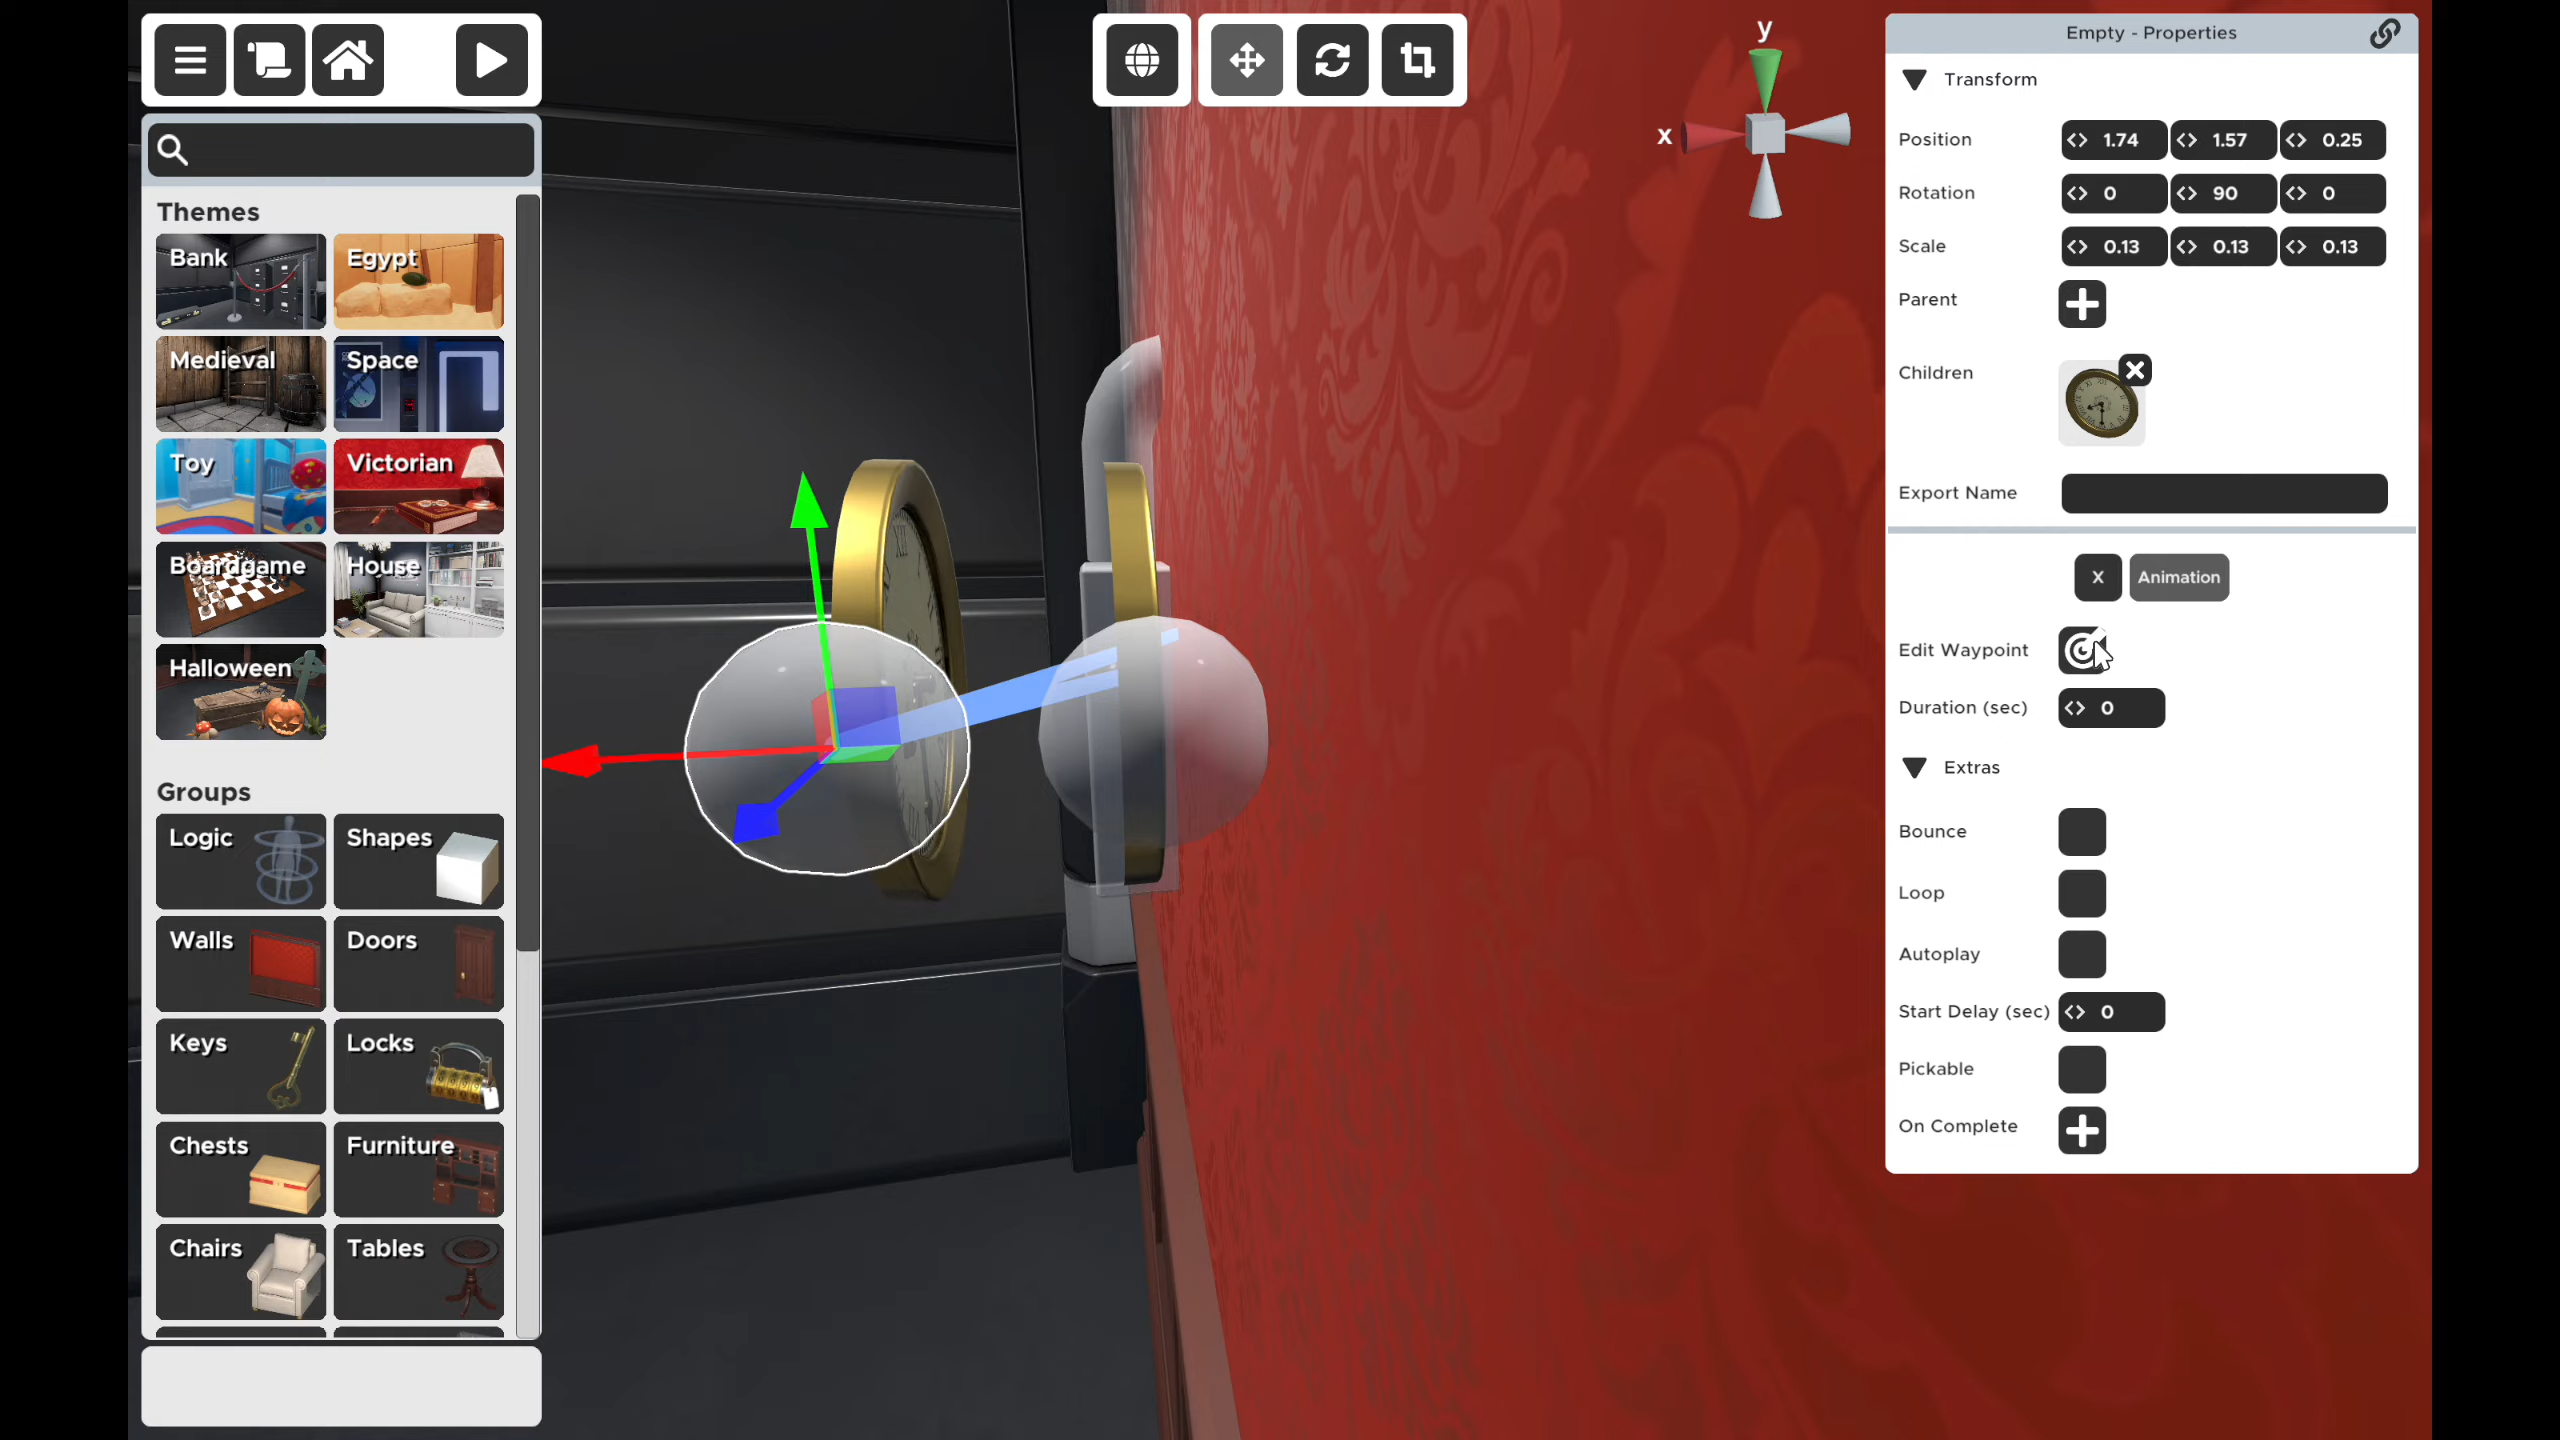 Themes
Bank
Egypt
Medieval
Space
Toy
Victorian
Boardgame
House
Halloween
Groups
Logic
Shapes
Walls
Doors
Keys
Locks
Chests
Furniture
Chairs
Tables
y
x
Empty - Properties
Transform
Position <> 1.74 <> 1.57 <> 0.25
Rotation <> 0 <> 90 <> 0
Scale <> 0.13 <> 0.13 <> 0.13
Parent
Children
Export Name
X Animation
Edit Waypoint
Duration (sec) <> 0
Extras
Bounce
Loop
Autoplay
Start Delay (sec) <> 0
Pickable
On Complete